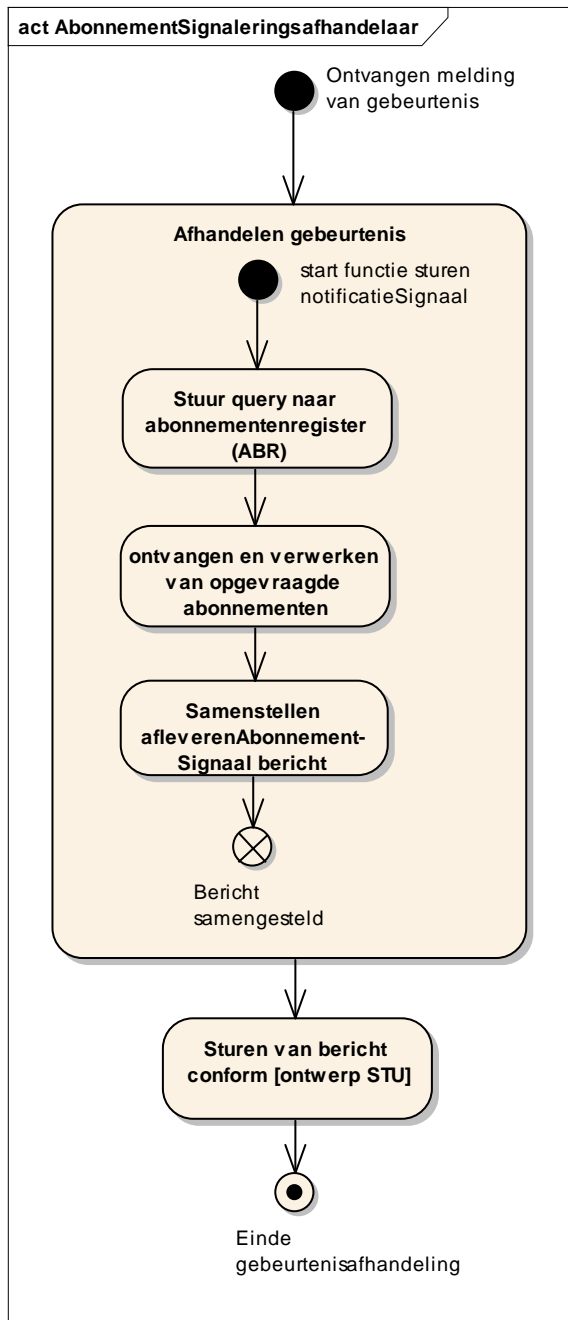 act AbonnementSignaleringsafhandelaar
Ontvangen melding
van gebeurtenis
Afhandelen gebeurtenis
start functie sturen
notificatieSignaal
Stuur query naar
abonnementenregister
(ABR)
ontvangen en verwerken
van opgevraagde
abonnementen
Samenstellen
afleverenAbonnement-
Signaal bericht
Bericht
samengesteld
Sturen van bericht
conform [ontwerp STU]
Einde
gebeurtenisafhandeling